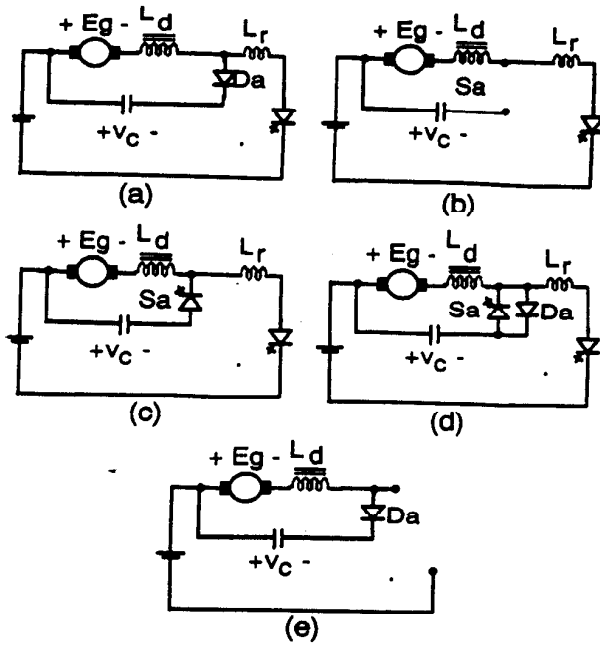 + Eg - Ld Lr
Da
+vc -
(a)
+ Eg - Ld Lr
Sa
+vc -
(b)
+ Eg - Ld Lr
Sa
+vc -
(c)
+ Eg - Ld Lr
Sa Da
+vc -
(d)
+ Eg - Ld
Da
+vc -
(e)